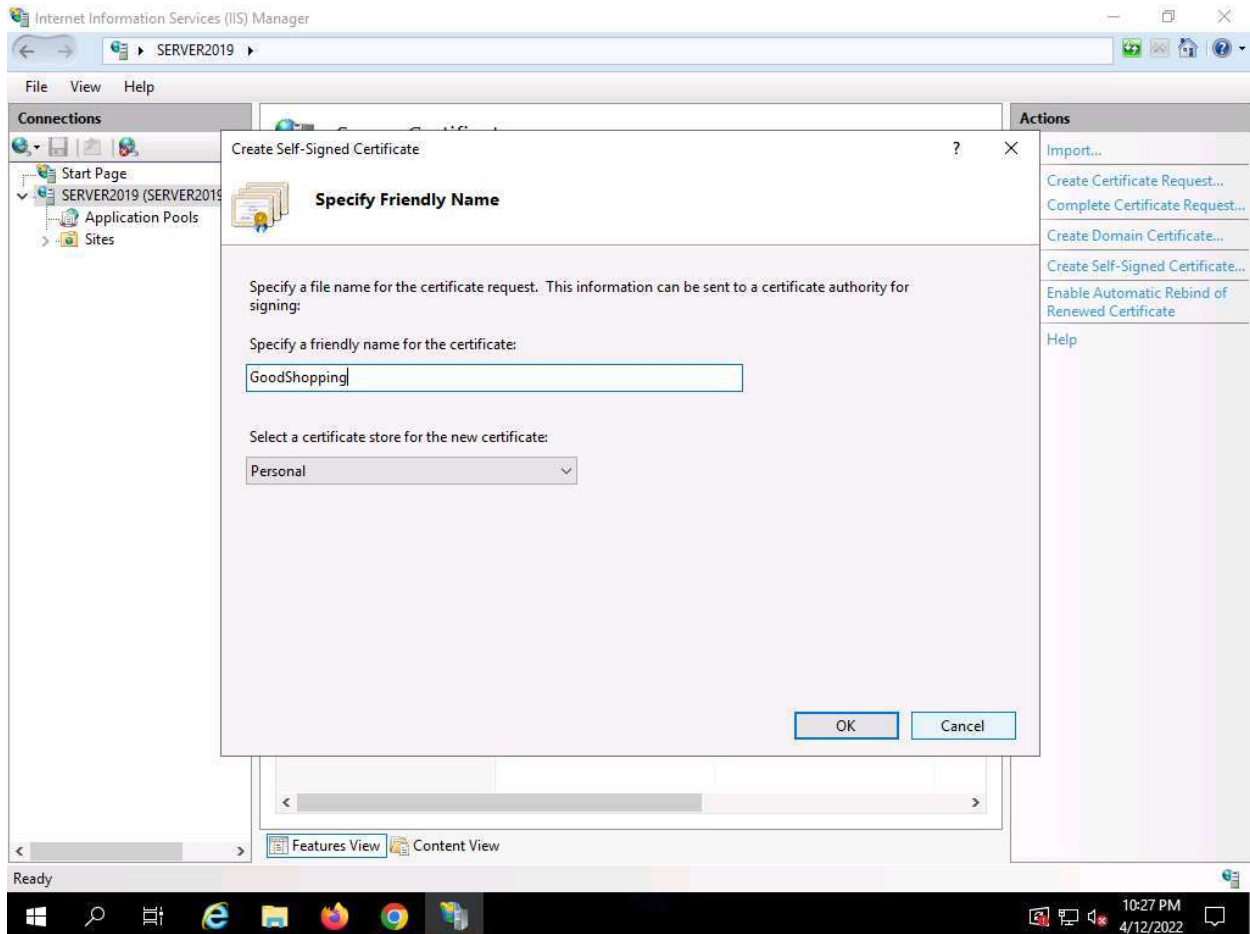 Internet Information Services (IIS) Manager
SERVER2019
File View Help
Connections
Start Page
SERVER2019 (SERVER2019
Application Pools
Sites
Create Self-Signed Certificate
Specify Friendly Name
Specify a file name for the certificate request. This information can be sent to a certificate authority for
signing:
Specify a friendly name for the certificate:
GoodShopping
Select a certificate store for the new certificate:
Personal
OK Cancel
Features View Content View
Actions
Import...
Create Certificate Request...
Complete Certificate Request...
Create Domain Certificate...
Create Self-Signed Certificate...
Enable Automatic Rebind of
Renewed Certificate
Help
Ready
10:27 PM
4/12/2022